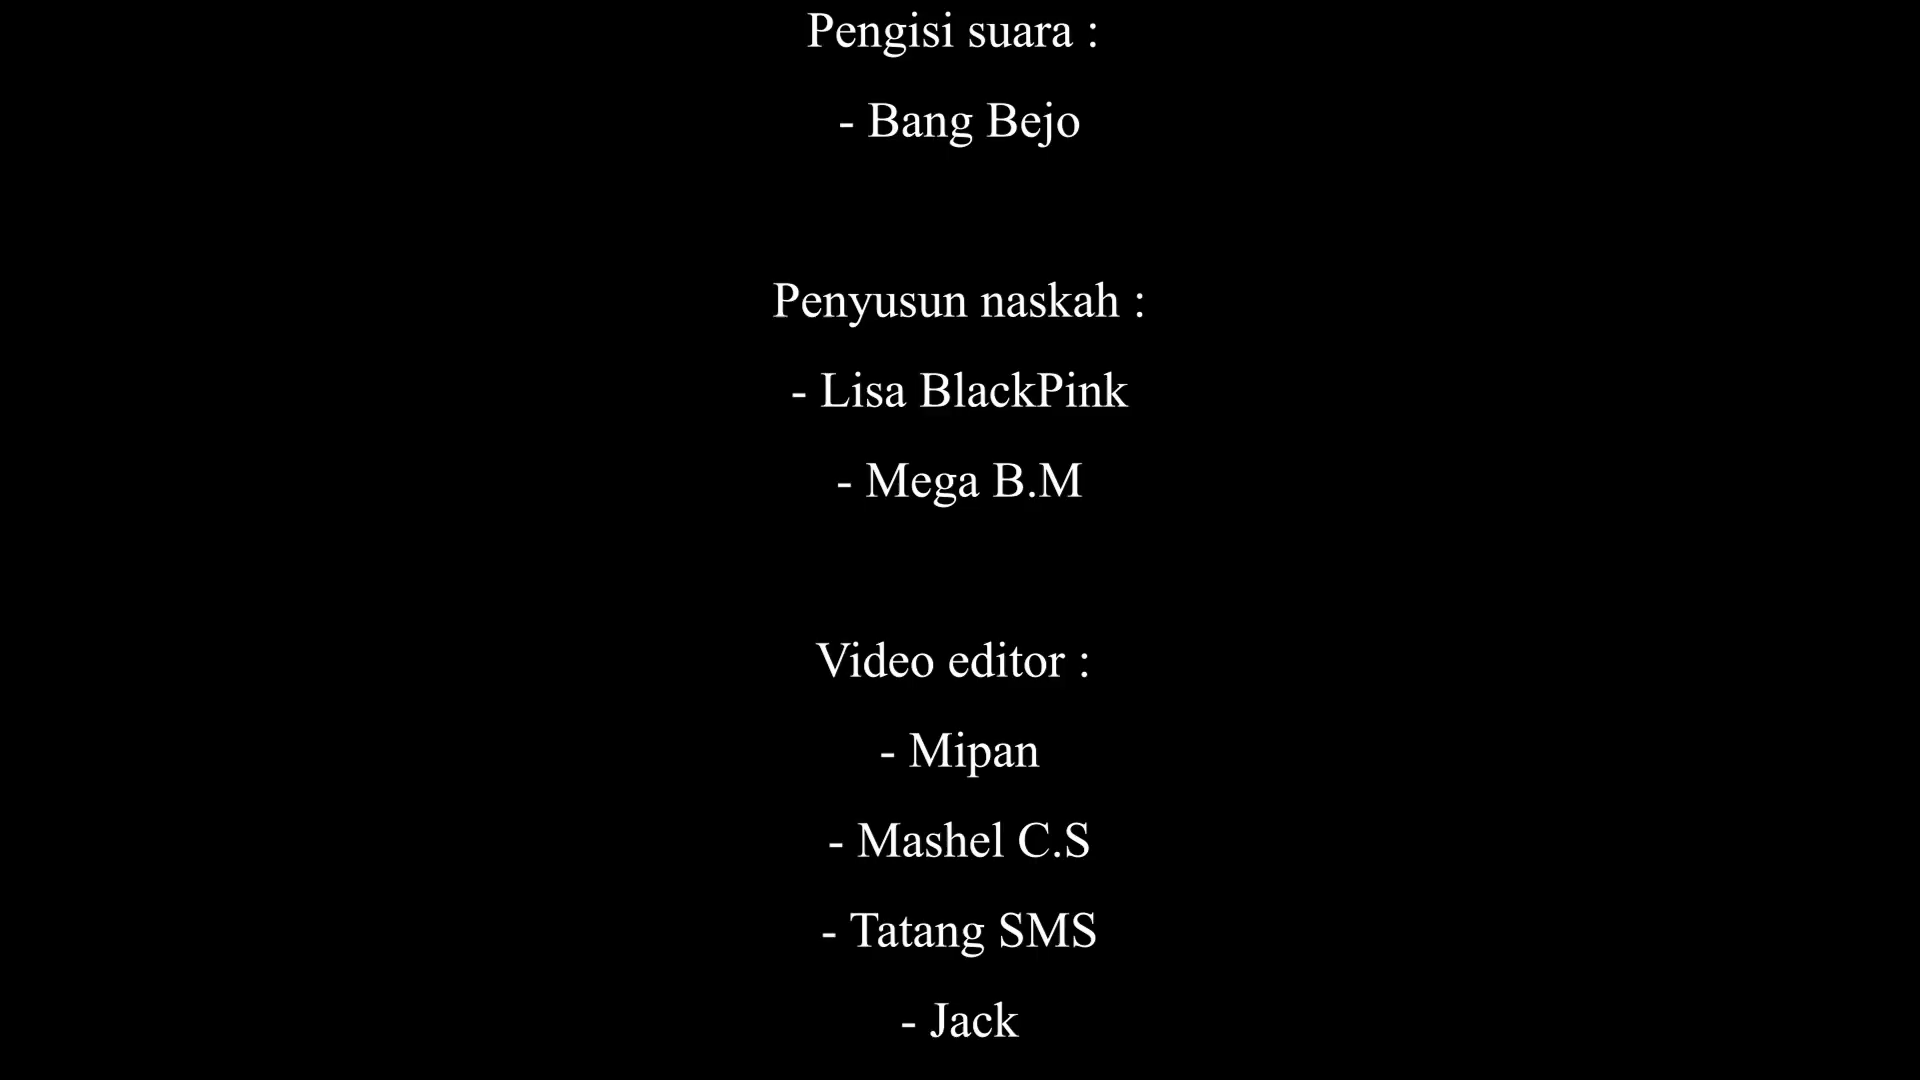 Pengisi suara :
- Bang Bejo
Penyusun naskah :
- Lisa BlackPink
- Mega B.M
Video editor :
- Mipan
- Mashel C.S
- Tatang SMS
- Jack